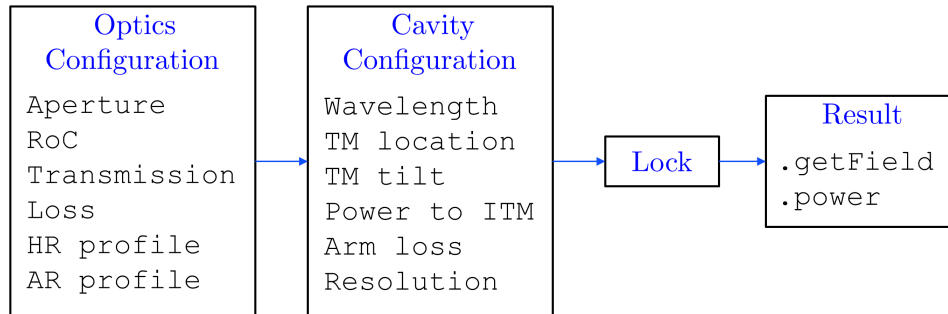 Optics
Configuration
Aperture
RoC
Transmission
Loss
HR profile
AR profile
Cavity
Configuration
Wavelength
TM location
TM tilt
Power to ITM
Arm loss
Resolution
Lock
Result
.getField
.power